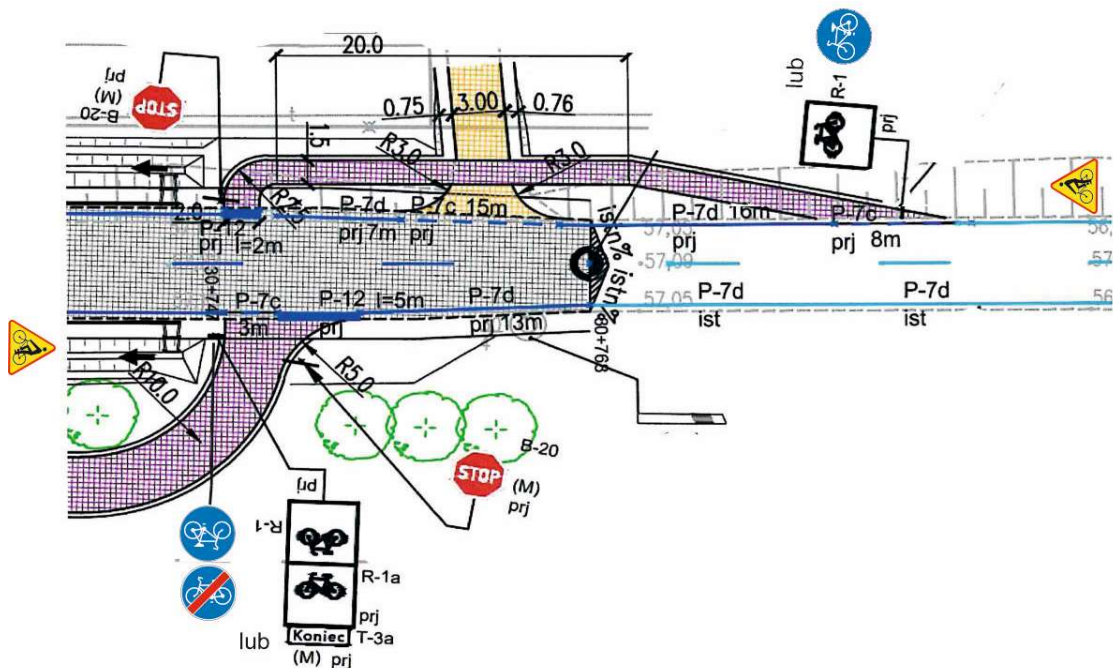 20.0
lub
R-1
prj
STOP
B-20
(M)
prj
0.75
3.00
0.76
1.5
R3.0
R3.0
R2.5
P-7d
P-7c 15m
prj 7m
prj
P-12
prj l=2m
P-7d 16m
prj
P-7c
prj 8m
57,09
57,05
P-7c
3m
P-12 l=5m
prj
P-7d
prj 13m
P-7d
ist
P-7d
ist
R10.0
R5.0
B-20
STOP
(M)
prj
prj
R-1
R-1a
prj
lub
Koniec
T-3a
(M) prj